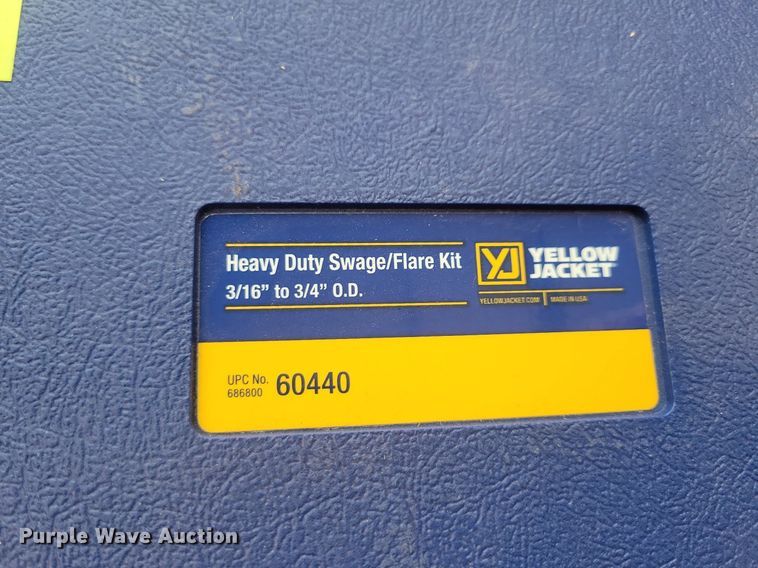 Heavy Duty Swage/Flare Kit
3/16" to 3/4" O.D.
YJ YELLOW
JACKET
YELLOWJACKET.COM | MADE IN USA
UPC No.
686800 60440
Purple Wave Auction